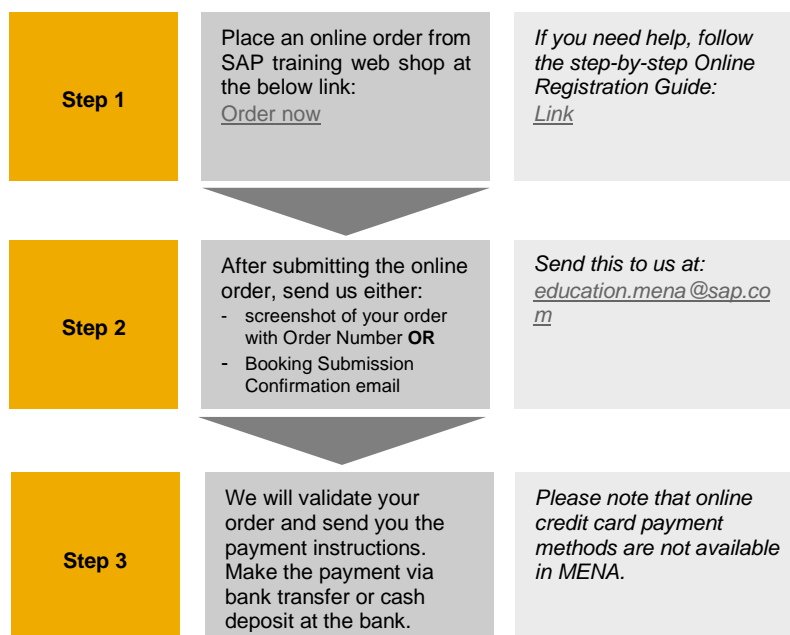 Step 1
Place an online order from
SAP training web shop at
the below link:
Order now
If you need help, follow
the step-by-step Online
Registration Guide:
Link
Step 2
After submitting the online
order, send us either:
- screenshot of your order
with Order Number OR
- Booking Submission
Confirmation email
Send this to us at:
education.mena@sap.co
m
Step 3
We will validate your
order and send you the
payment instructions.
Make the payment via
bank transfer or cash
deposit at the bank.
Please note that online
credit card payment
methods are not available
in MENA.